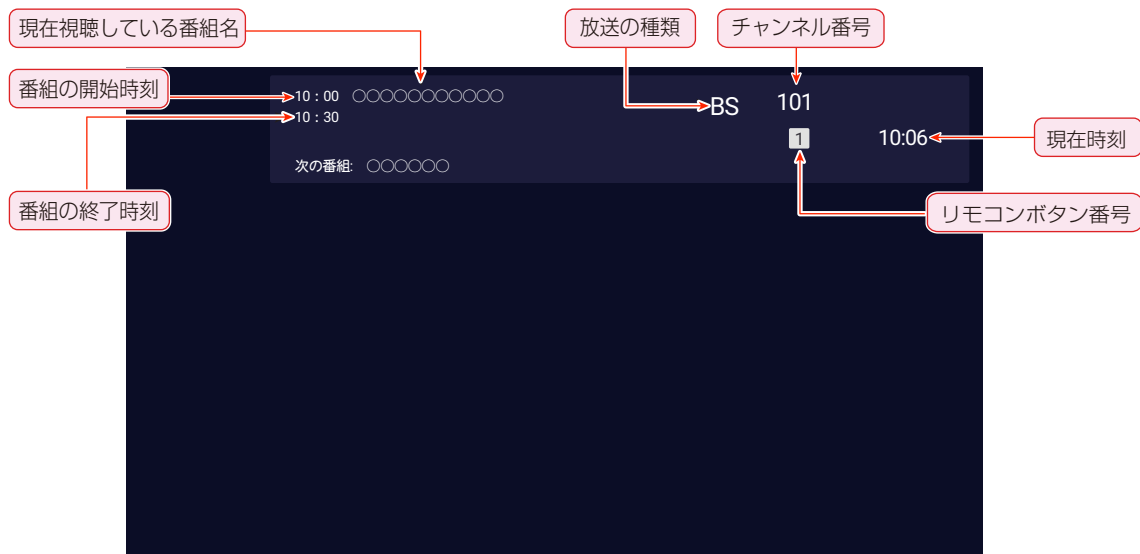 現在視聴している番組名
放送の種類
チャンネル番号
番組の開始時刻
10：00 ○○○○○○○○○○○
BS
101
10：30
1
10:06
現在時刻
次の番組: ○○○○○○
番組の終了時刻
リモコンボタン番号